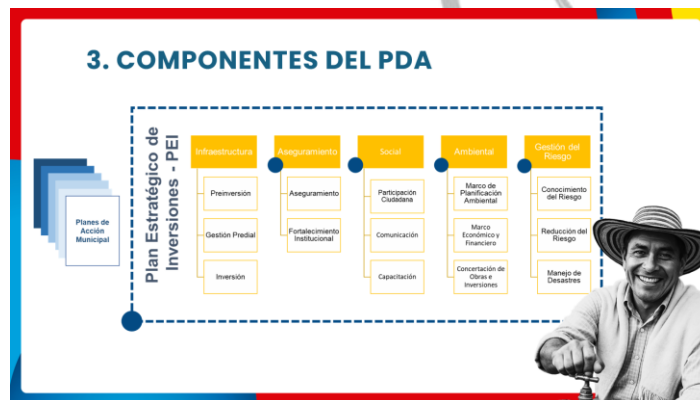 3. COMPONENTES DEL PDA
Planes de
Acción
Municipal
Plan Estratégico de
Inversiones - PEI
Infraestructura
Preinversión
Gestión Predial
Inversión
Aseguramiento
Aseguramiento
Fortalecimiento
Institucional
Social
Participación
Ciudadana
Comunicación
Capacitación
Ambiental
Marco de
Planificación
Ambiental
Marco
Económico y
Financiero
Concertación de
Obras e
Inversiones
Gestión del
Riesgo
Conocimiento
del Riesgo
Reducción del
Riesgo
Manejo de
Desastres